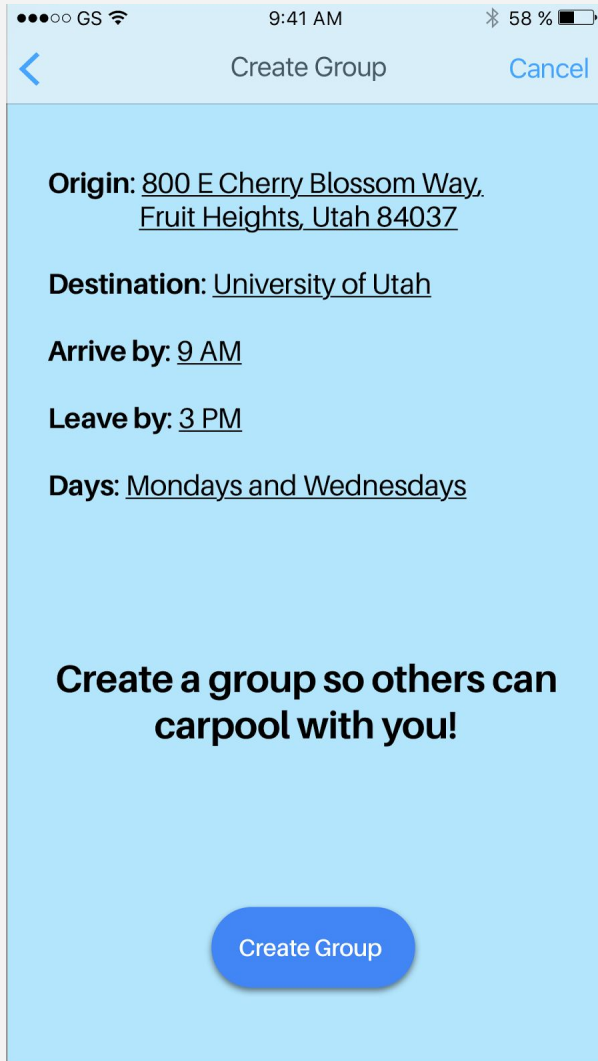 GS 9:41 AM 58 %
Create Group Cancel
Origin: 800 E Cherry Blossom Way,
Fruit Heights, Utah 84037
Destination: University of Utah
Arrive by: 9 AM
Leave by: 3 PM
Days: Mondays and Wednesdays
Create a group so others can
carpool with you!
Create Group